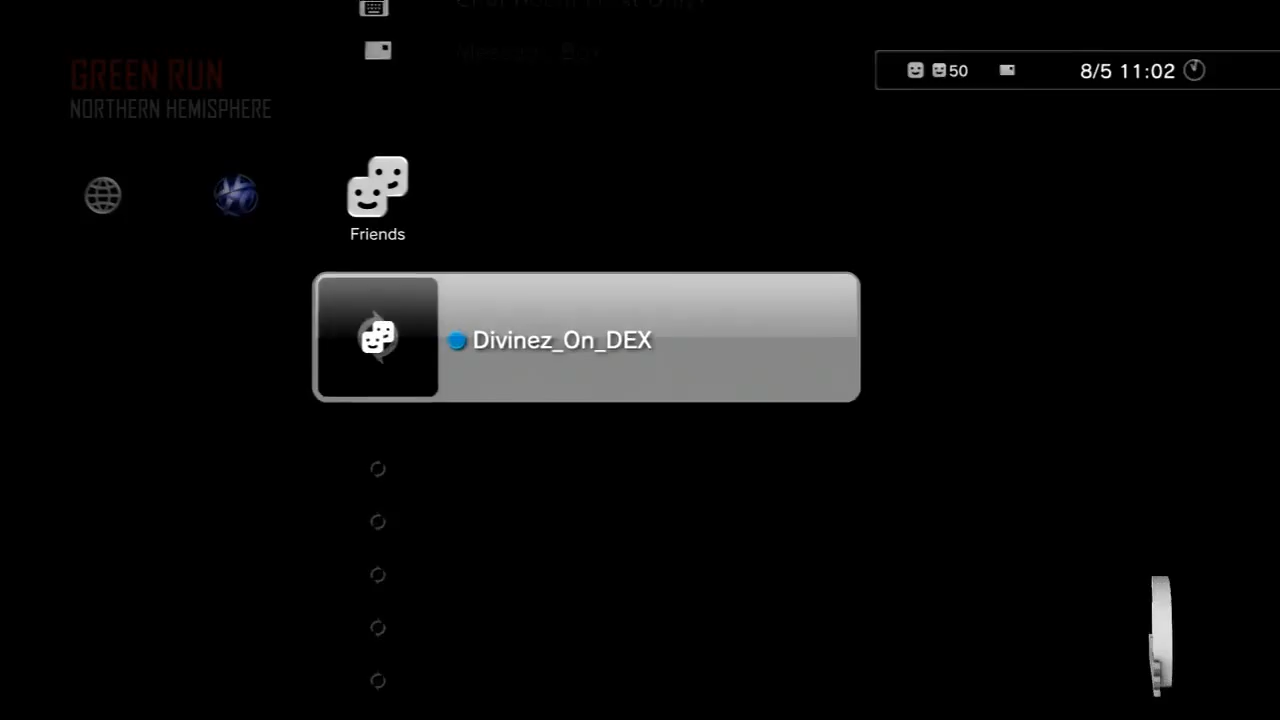 GREEN RUN
NORTHERN HEMISPHERE
50
8/5 11:02
Friends
Divinez_On_DEX